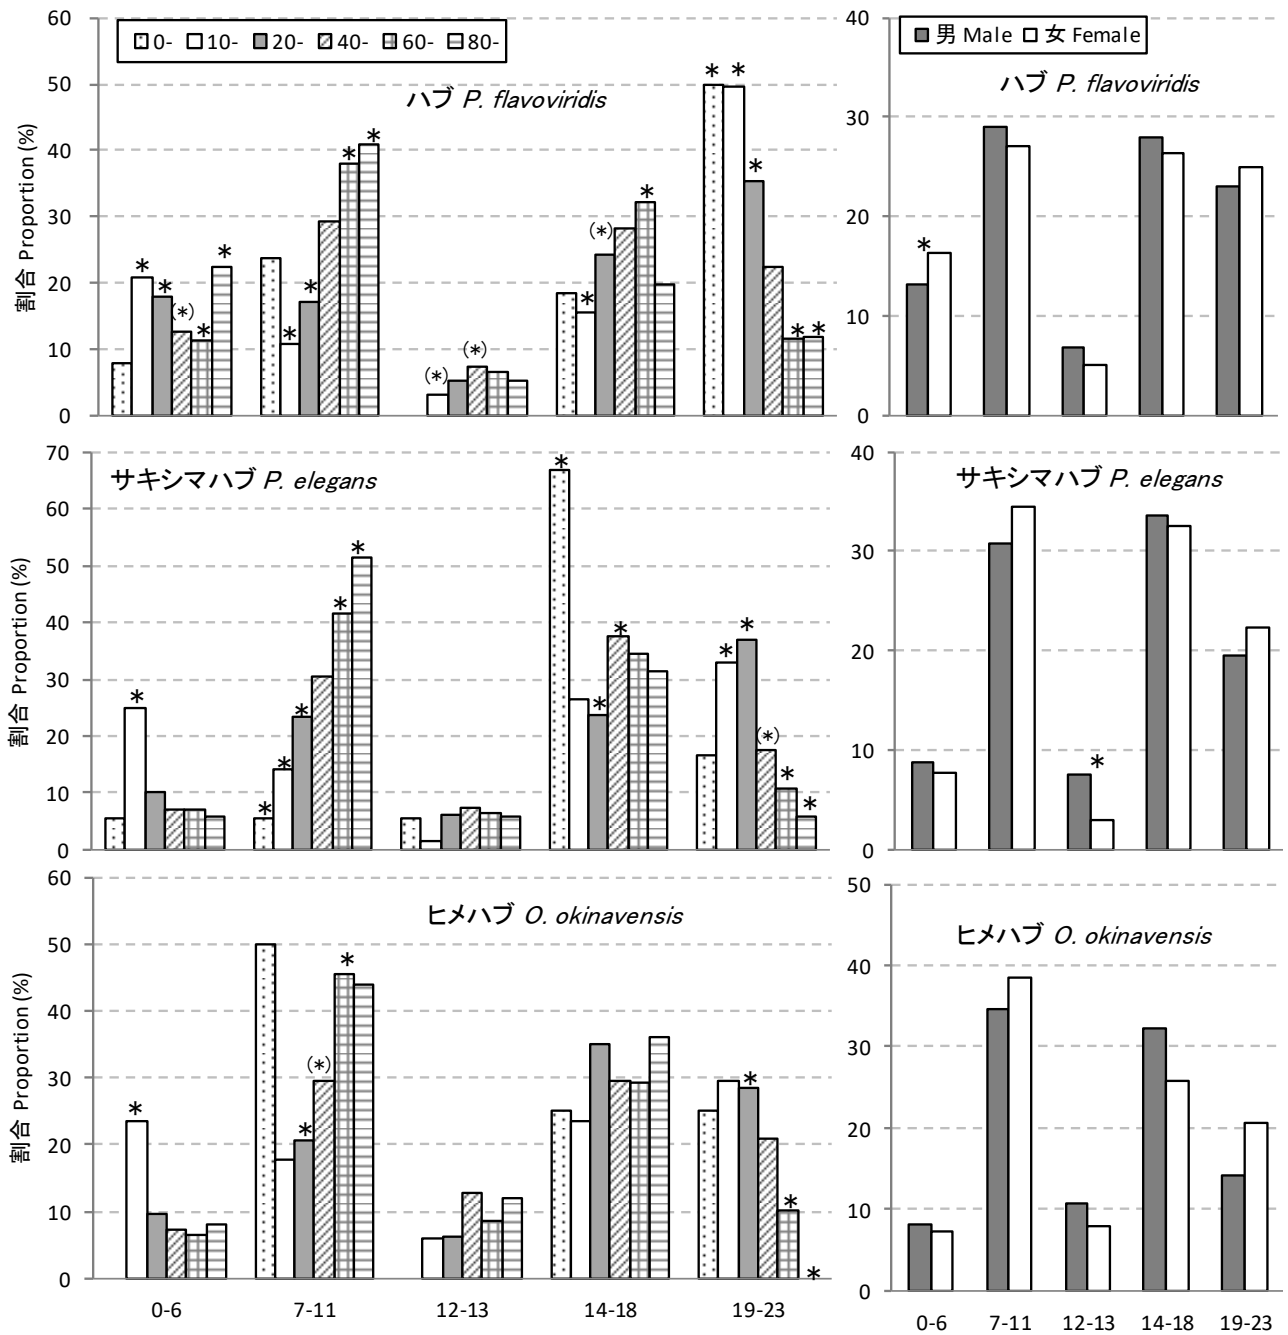 0- 10- 20- 40- 60- 80-
ハブ P. flavoviridis
割合 Proportion (%)
60
50
40
30
20
10
0
* * (*) * *
* * * *
(*) (*)
* (*) *
* * * * *
男 Male 女 Female
ハブ P. flavoviridis
40
30
20
10
0
*
サキシマハブ P. elegans
割合 Proportion (%)
70
60
50
40
30
20
10
0
*
* * * * *
* * *
* * (*) * *
サキシマハブ P. elegans
40
30
20
10
0
*
ヒメハブ O. okinavensis
割合 Proportion (%)
60
50
40
30
20
10
0
*
* (*) *
* * *
0-6 7-11 12-13 14-18 19-23
ヒメハブ O. okinavensis
50
40
30
20
10
0
0-6 7-11 12-13 14-18 19-23